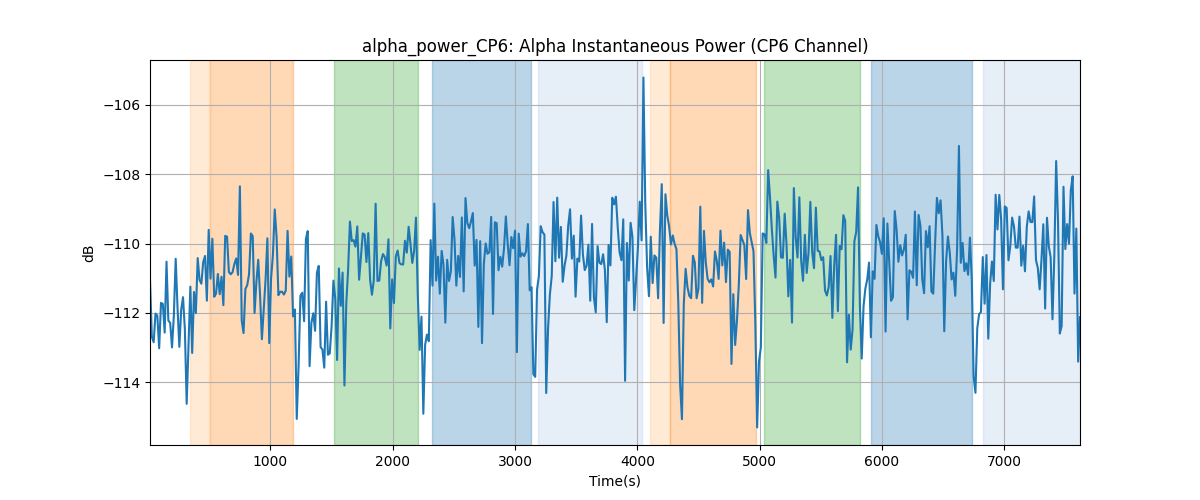 alpha_power_CP6: Alpha Instantaneous Power (CP6 Channel)
dB
−106
−108
−110
−112
−114
1000 2000 3000 4000 5000 6000 7000
Time(s)